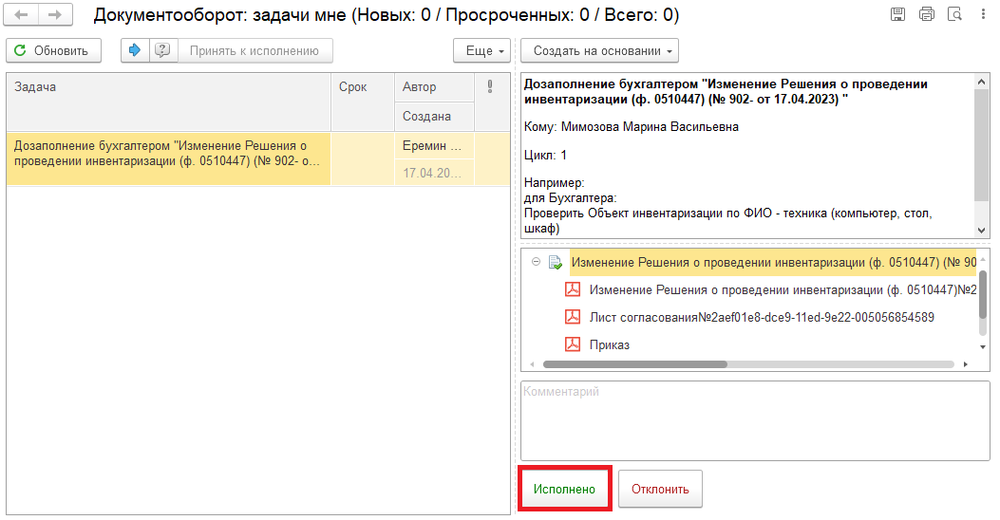 Документооборот: задачи мне (Новых: 0 / Просроченных: 0 / Всего: 0)
Обновить
Принять к исполнению
Еще
Создать на основании
Задача
Срок
Автор
Создана
Дозаполнение бухгалтером "Изменение Решения о
проведении инвентаризации (ф. 0510447) (№ 902- о...
Еремин ...
17.04.20...
Дозаполнение бухгалтером "Изменение Решения о проведении
инвентаризации (ф. 0510447) (№ 902- от 17.04.2023) "
Кому: Мимозова Марина Васильевна
Цикл: 1
Например:
для Бухгалтера:
Проверить Объект инвентаризации по ФИО - техника (компьютер, стол,
шкаф)
Изменение Решения о проведении инвентаризации (ф. 0510447) (№ 90
Изменение Решения о проведении инвентаризации (ф. 0510447)№2
Лист согласования№2aef01e8-dce9-11ed-9e22-005056854589
Приказ
Комментарий
Исполнено
Отклонить